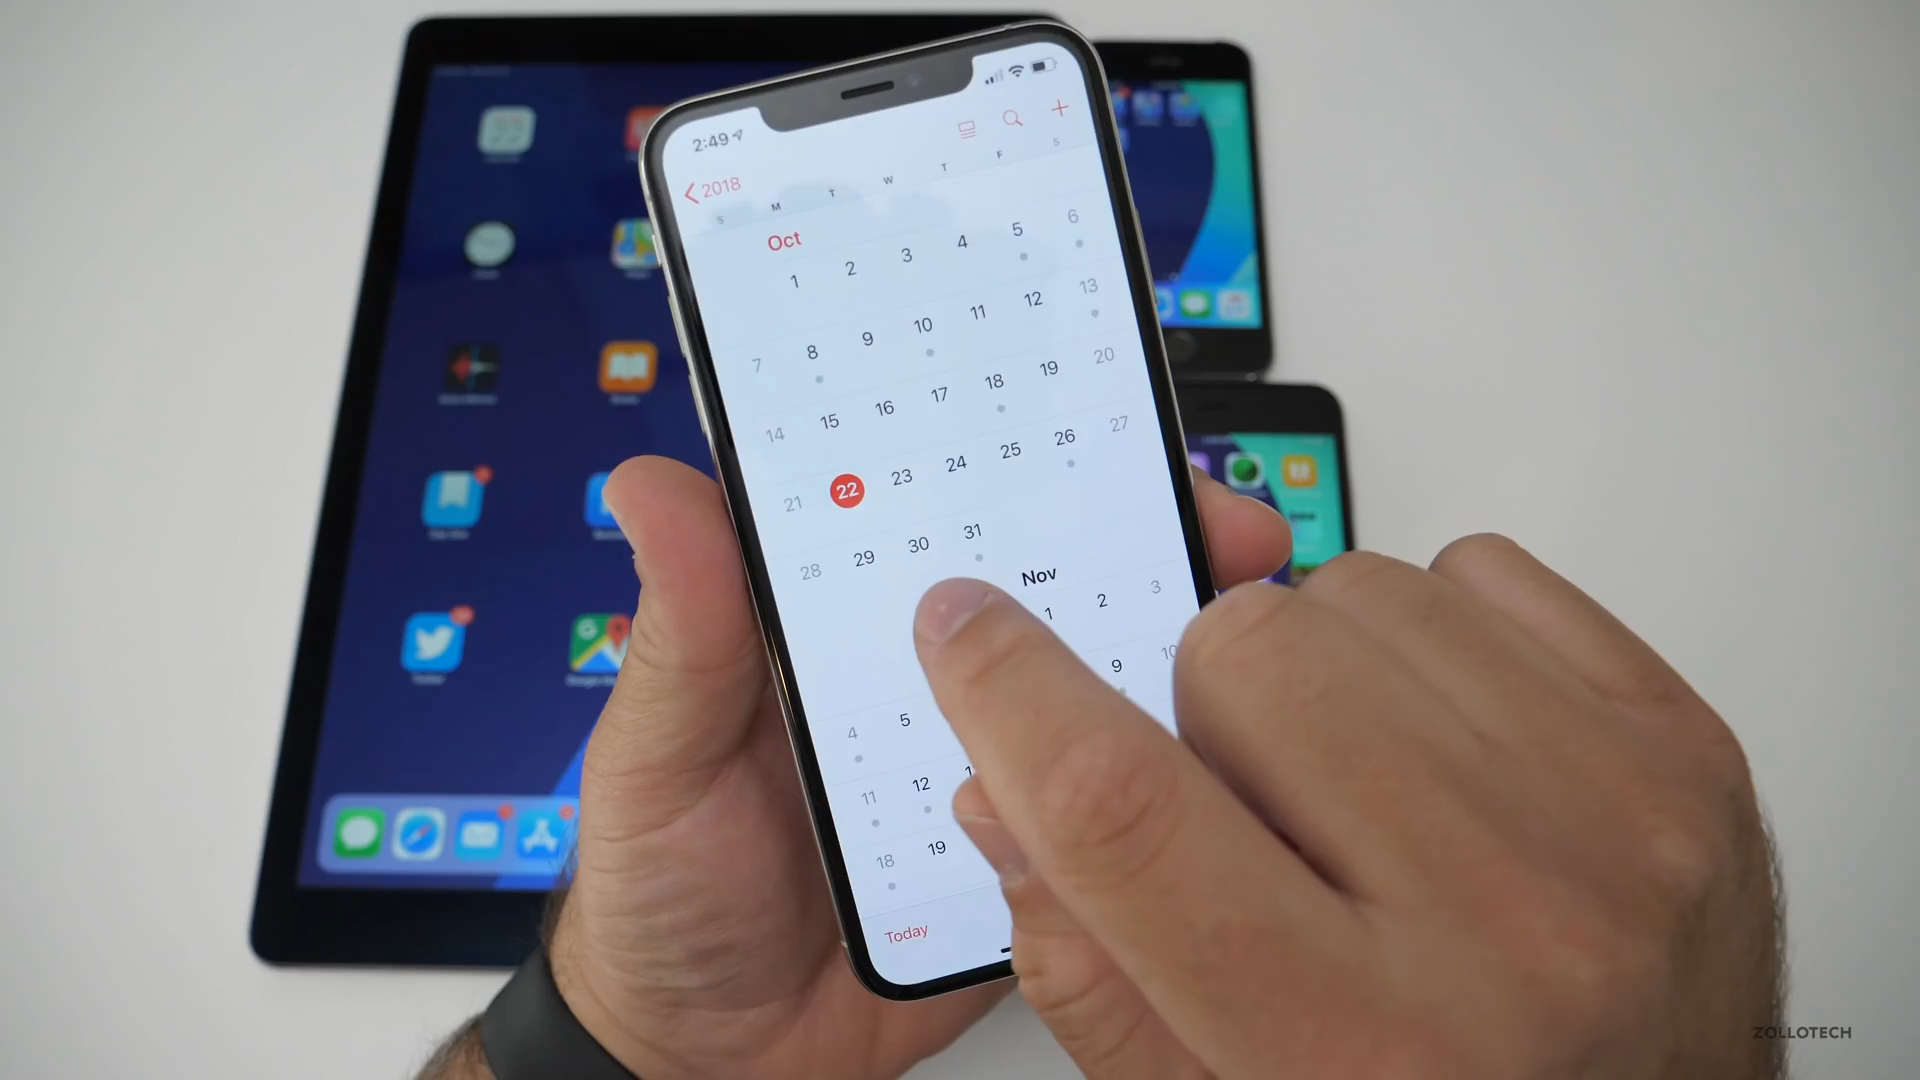 2:49
2018
S M T W T F S
Oct
1 2 3 4 5 6
7 8 9 10 11 12 13
14 15 16 17 18 19 20
21 22 23 24 25 26 27
28 29 30 31
Nov
1 2 3
4 5 9 10
11 12
18 19
Today
ZOLLOTECH